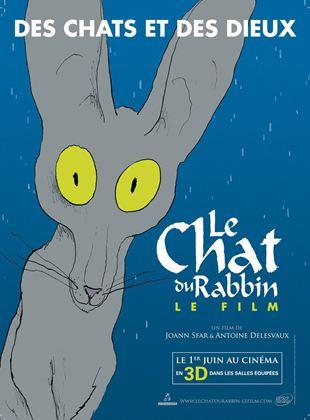 DES CHATS ET DES DIEUX
Le
Chat
du Rabbin
LE FILM
UN FILM DE
JOANN SFAR & ANTOINE DELESVAUX
LE 1ER JUIN AU CINÉMA
EN 3D DANS LES SALLES ÉQUIPÉES
WWW.LECHATDURABBIN-LEFILM.COM